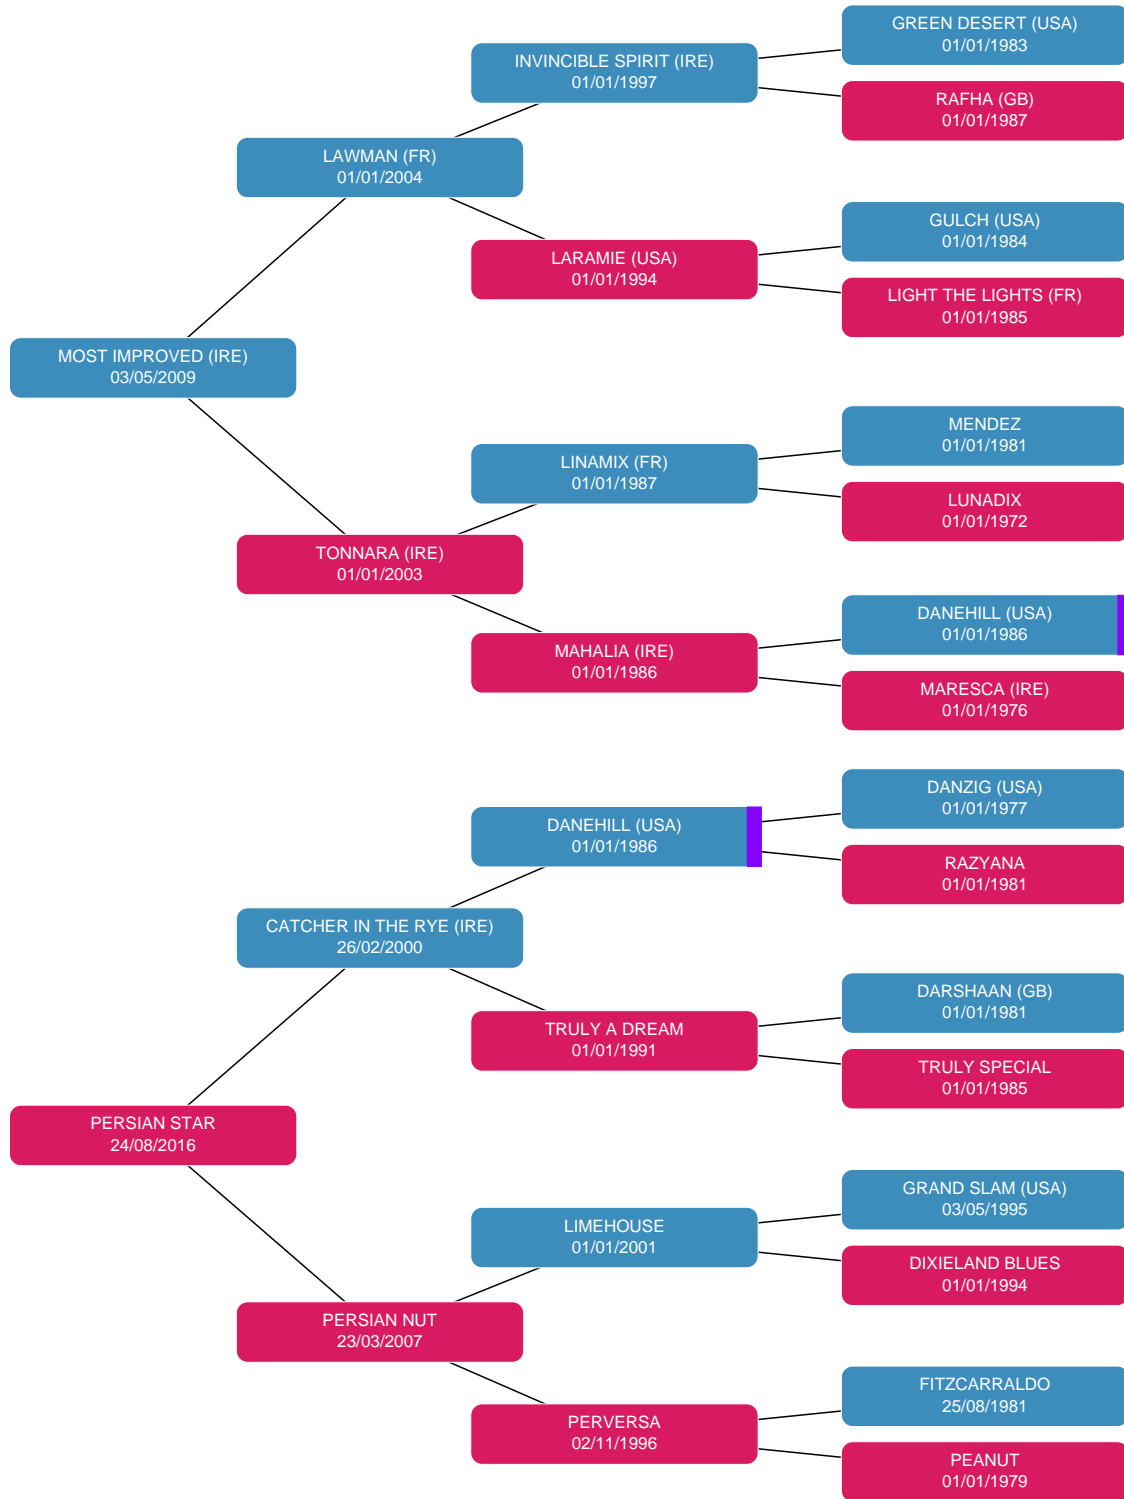 GREEN DESERT (USA)
01/01/1983
INVINCIBLE SPIRIT (IRE)
01/01/1997
RAFHA (GB)
01/01/1987
LAWMAN (FR)
01/01/2004
GULCH (USA)
01/01/1984
LARAMIE (USA)
01/01/1994
LIGHT THE LIGHTS (FR)
01/01/1985
MOST IMPROVED (IRE)
03/05/2009
MENDEZ
01/01/1981
LINAMIX (FR)
01/01/1987
LUNADIX
01/01/1972
TONNARA (IRE)
01/01/2003
DANEHILL (USA)
01/01/1986
MAHALIA (IRE)
01/01/1986
MARESCA (IRE)
01/01/1976
DANZIG (USA)
01/01/1977
DANEHILL (USA)
01/01/1986
RAZYANA
01/01/1981
CATCHER IN THE RYE (IRE)
26/02/2000
DARSHAAN (GB)
01/01/1981
TRULY A DREAM
01/01/1991
TRULY SPECIAL
01/01/1985
PERSIAN STAR
24/08/2016
GRAND SLAM (USA)
03/05/1995
LIMEHOUSE
01/01/2001
DIXIELAND BLUES
01/01/1994
PERSIAN NUT
23/03/2007
FITZCARRALDO
25/08/1981
PERVERSA
02/11/1996
PEANUT
01/01/1979